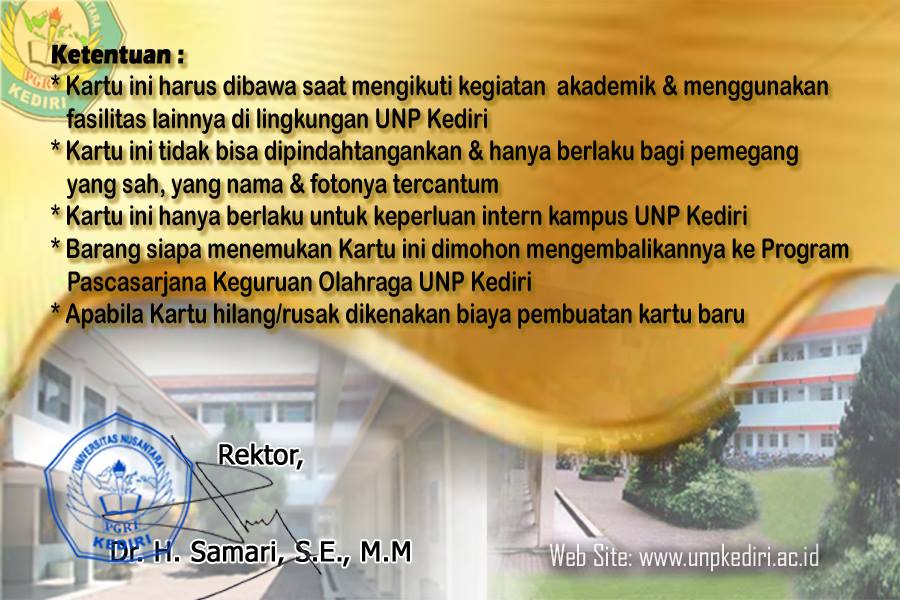 NUSANTARA
PGRI
KEDIRI
Ketentuan :
* Kartu ini harus dibawa saat mengikuti kegiatan akademik & menggunakan
fasilitas lainnya di lingkungan UNP Kediri
* Kartu ini tidak bisa dipindahtangankan & hanya berlaku bagi pemegang
yang sah, yang nama & fotonya tercantum
* Kartu ini hanya berlaku untuk keperluan intern kampus UNP Kediri
* Barang siapa menemukan Kartu ini dimohon mengembalikannya ke Program
Pascasarjana Keguruan Olahraga UNP Kediri
* Apabila Kartu hilang/rusak dikenakan biaya pembuatan kartu baru
Rektor,
UNIVERSITAS NUSANTARA
PGRI
KEDIRI
Dr. H. Samari, S.E., M.M
Web Site: www.unpkediri.ac.id